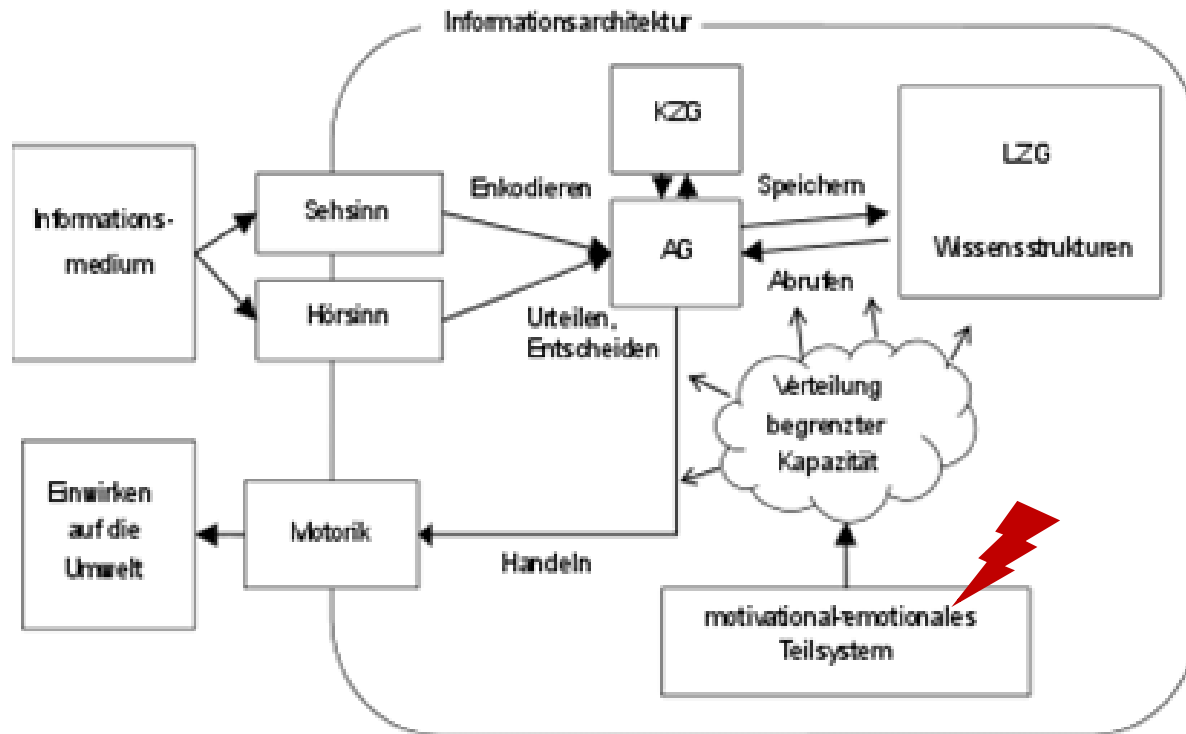 Informationsarchitektur
KZG
LZG
Wissensstrukturen
Informations-
medium
Sehsinn
Hörsinn
Enkodieren
AG
Speichern
Abrufen
Urteilen,
Entscheiden
Verteilung
begrenzter
Kapazität
Einwirken
auf die
Umwelt
Motorik
Handeln
motivational-emotionales
Teilsystem